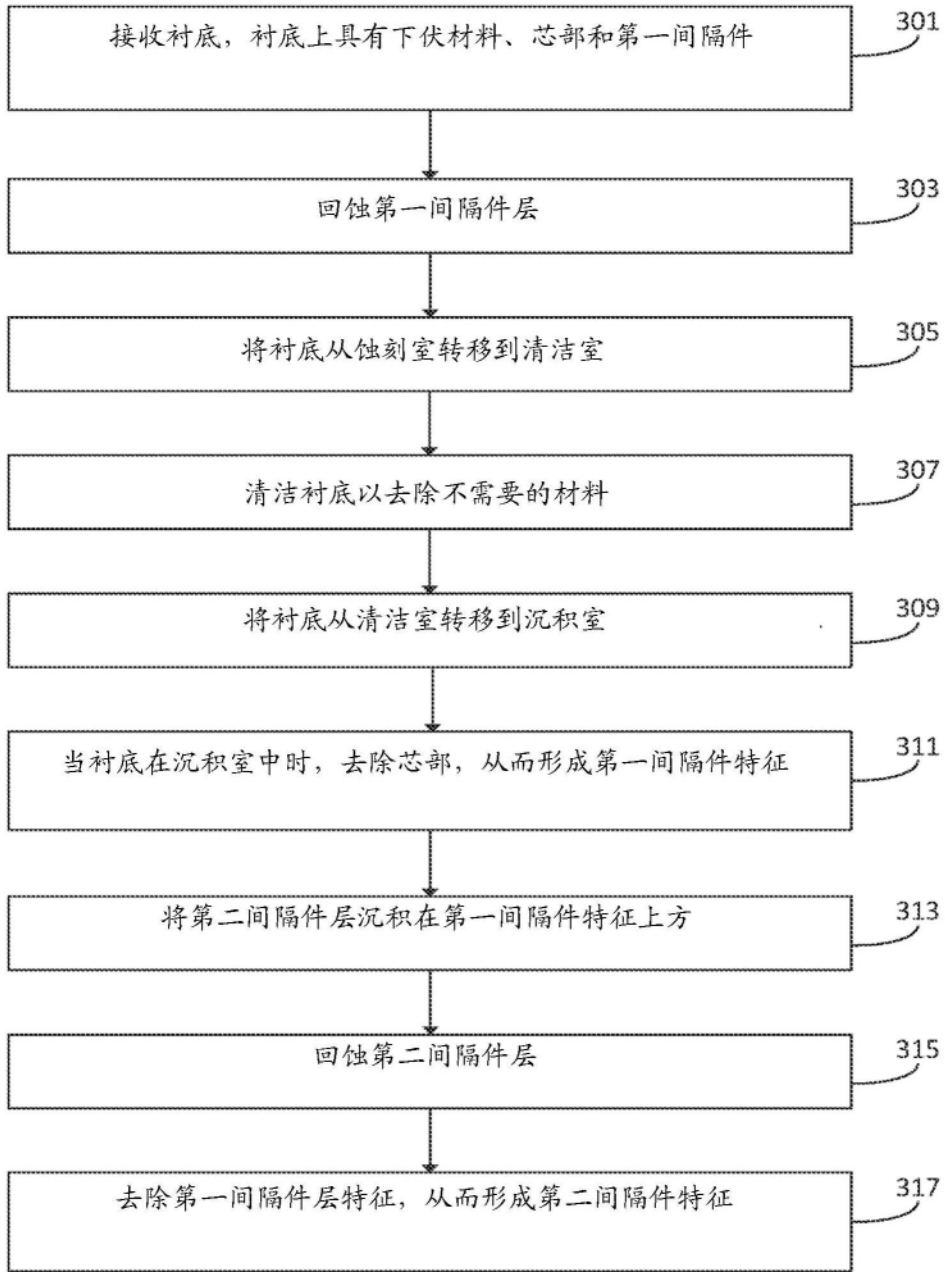 接收衬底，衬底上具有下伏材料、芯部和第一间隔件
301
回蚀第一间隔件层
303
将衬底从蚀刻室转移到清洁室
305
清洁衬底以去除不需要的材料
307
将衬底从清洁室转移到沉积室
309
当衬底在沉积室中时，去除芯部，从而形成第一间隔件特征
311
将第二间隔件层沉积在第一间隔件特征上方
313
回蚀第二间隔件层
315
去除第一间隔件层特征，从而形成第二间隔件特征
317